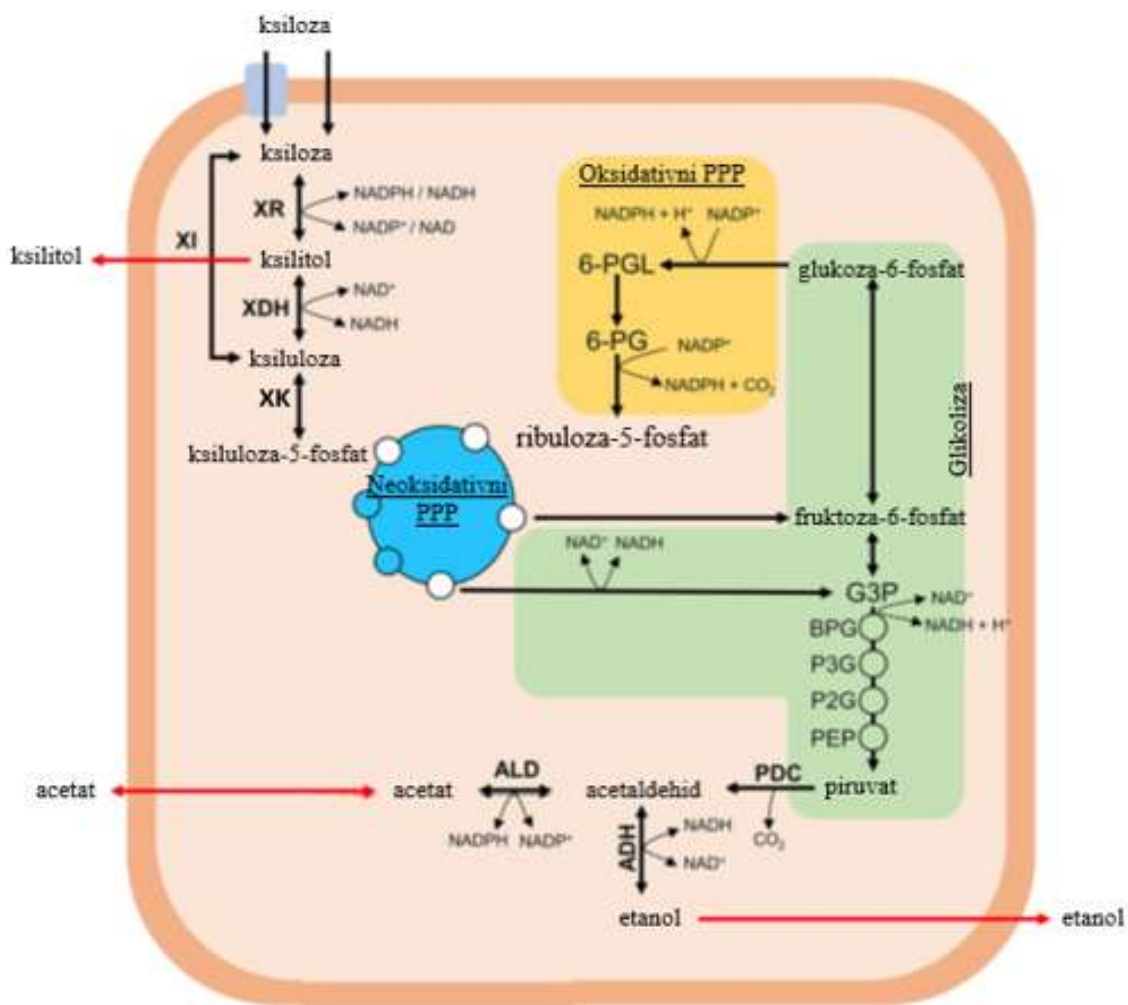 ksiloza
ksiloza
XR
NADPH / NADH
NADP⁺ / NAD
XI
ksilitol
ksilitol
XDH
NAD⁺
NADH
ksiluloza
XK
ksiluloza-5-fosfat
Neoksidativni
PPP
Oksidativni PPP
NADPH + H⁺
NADP⁺
6-PGL
glukoza-6-fosfat
6-PG
NADP⁺
NADPH + CO₂
ribuloza-5-fosfat
Glikoliza
fruktoza-6-fosfat
NAD⁺ NADH
G3P
NAD⁺
NADH + H⁺
BPG
P3G
P2G
PEP
piruvat
PDC
CO₂
acetaldehid
ALD
NADPH NADP⁺
acetat
acetat
ADH
NADH
NAD⁺
etanol
etanol